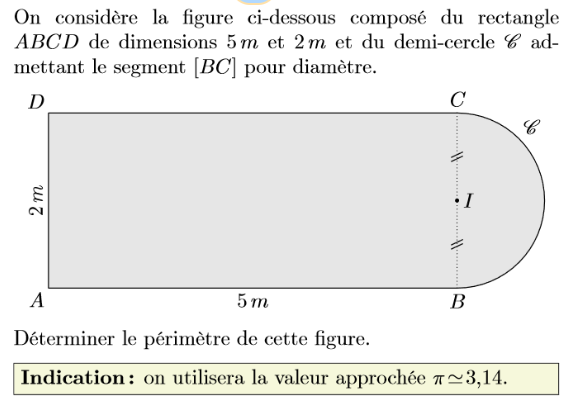 On considère la figure ci-dessous composé du rectangle
ABCD de dimensions 5 m et 2 m et du demi-cercle 𝒞 ad-
mettant le segment [BC] pour diamètre.
D
C
𝒞
2 m
I
A
5 m
B
Déterminer le périmètre de cette figure.
Indication : on utilisera la valeur approchée π≃3,14.